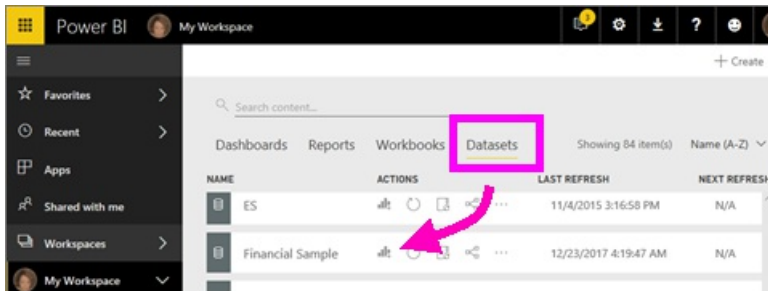 Power BI My Workspace 3 ?
+ Create
Favorites
Recent
Apps
Shared with me
Workspaces
My Workspace
Search content...
Dashboards Reports Workbooks Datasets Showing 84 item(s) Name (A-Z)
NAME ACTIONS LAST REFRESH NEXT REFRESH
ES ... 11/4/2015 3:16:58 PM N/A
Financial Sample ... 12/23/2017 4:19:47 AM N/A